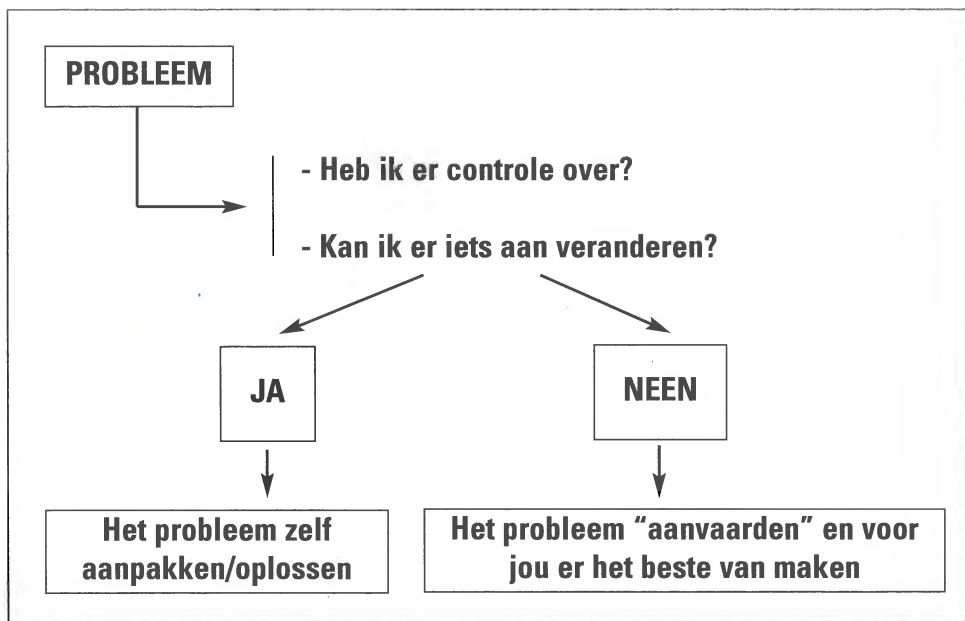 PROBLEEM
- Heb ik er controle over?
- Kan ik er iets aan veranderen?
JA
NEEN
Het probleem zelf
aanpakken/oplossen
Het probleem “aanvaarden” en voor
jou er het beste van maken